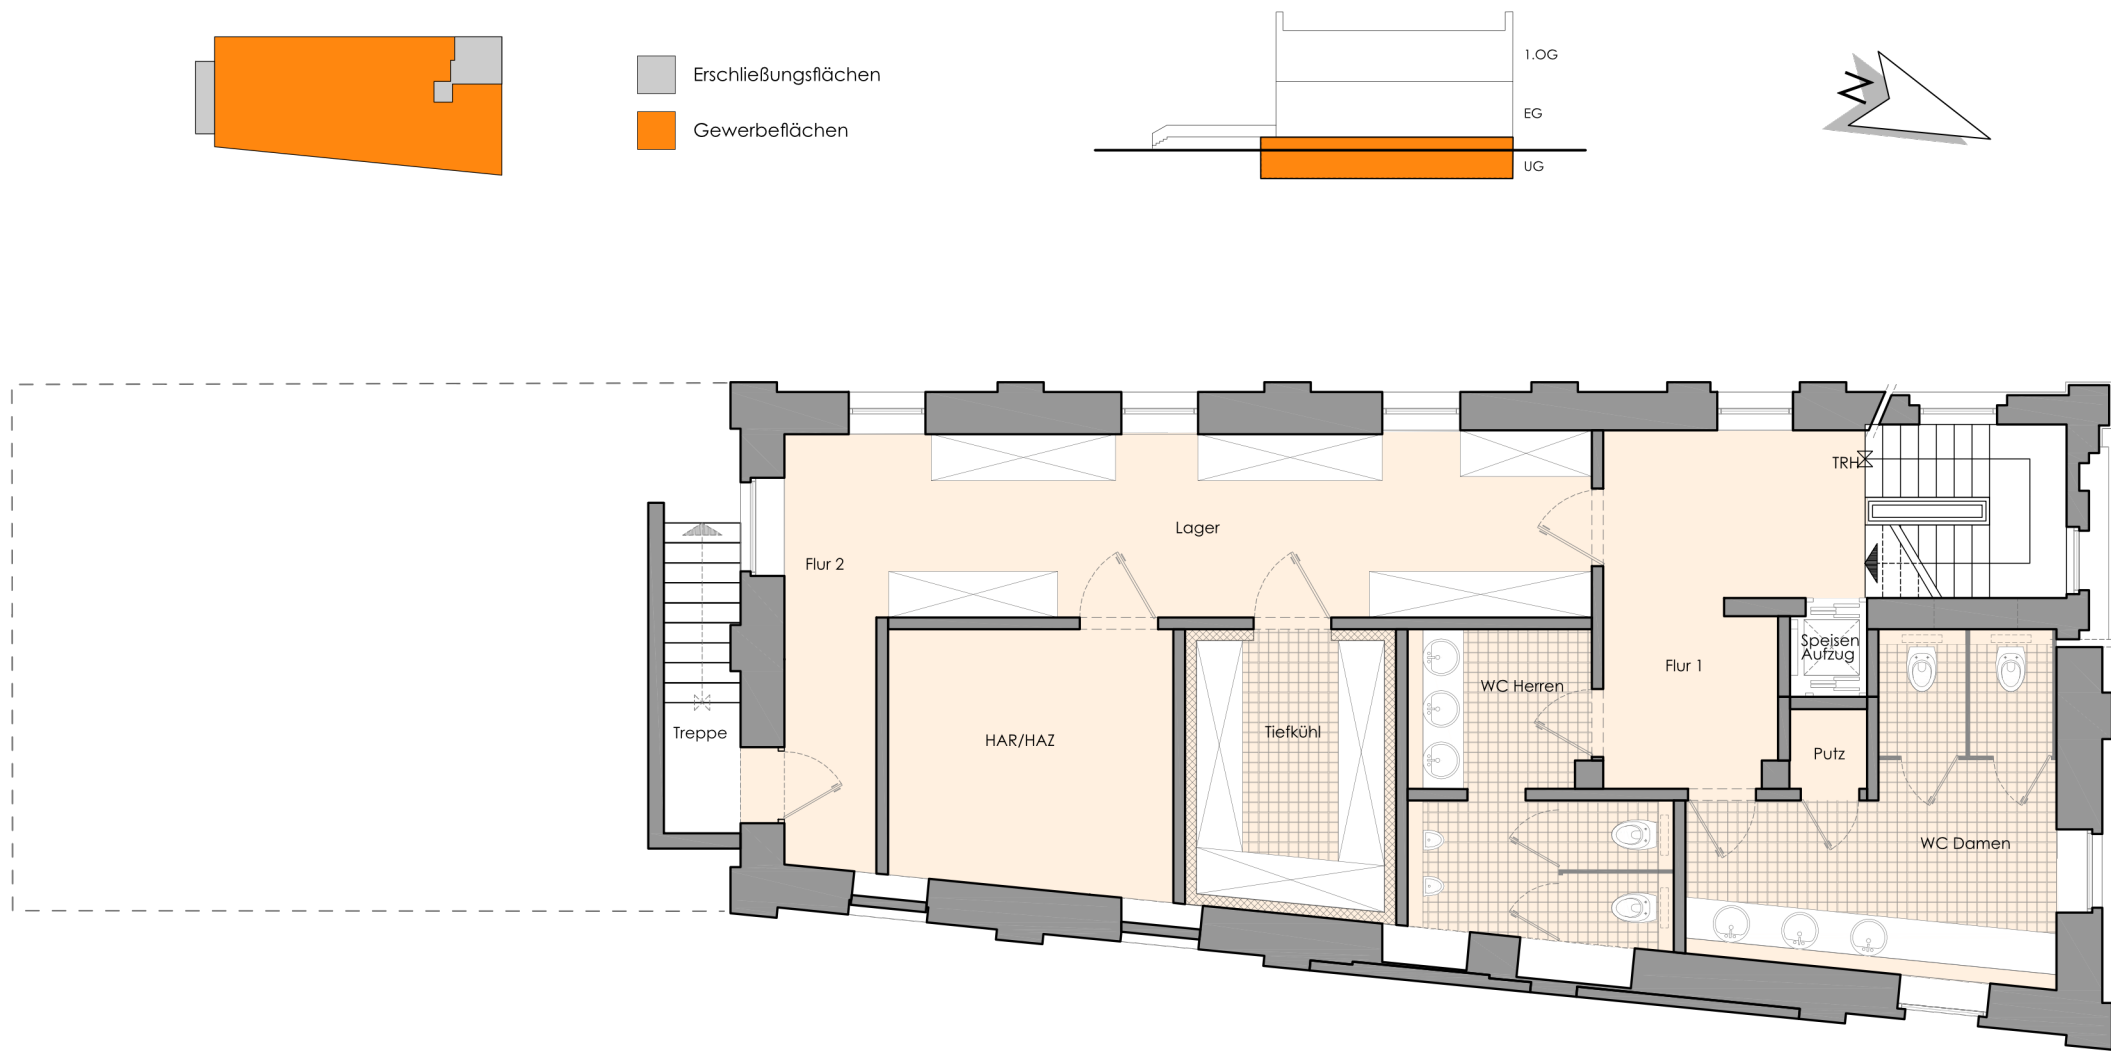 Erschließungsflächen
Gewerbeflächen
1.OG
EG
UG
N
TRH
Lager
Flur 2
Speisen
Aufzug
Flur 1
WC Herren
Treppe
Tiefkühl
HAR/HAZ
Putz
WC Damen